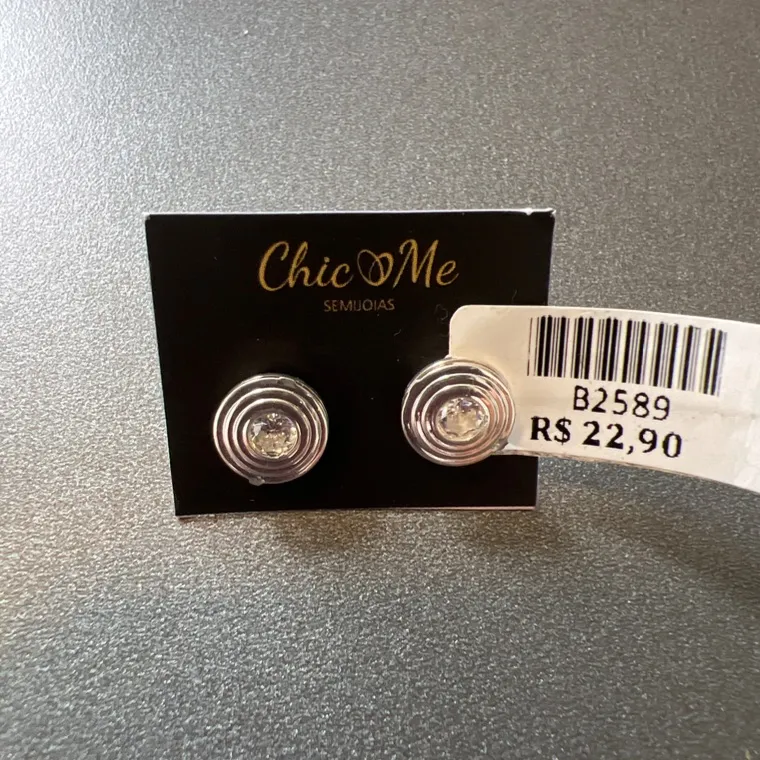 Chic Me
SEMIJOIAS
B2589
R$ 22,90